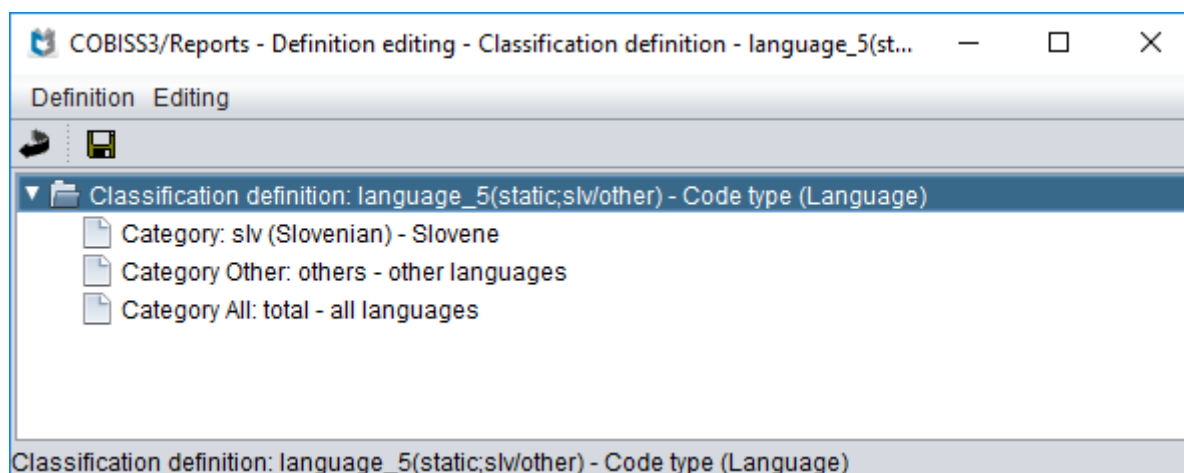 COBISS3/Reports - Definition editing - Classification definition - language_5(st...
Definition Editing
Classification definition: language_5(static;slv/other) - Code type (Language)
Category: slv (Slovenian) - Slovene
Category Other: others - other languages
Category All: total - all languages
Classification definition: language_5(static;slv/other) - Code type (Language)